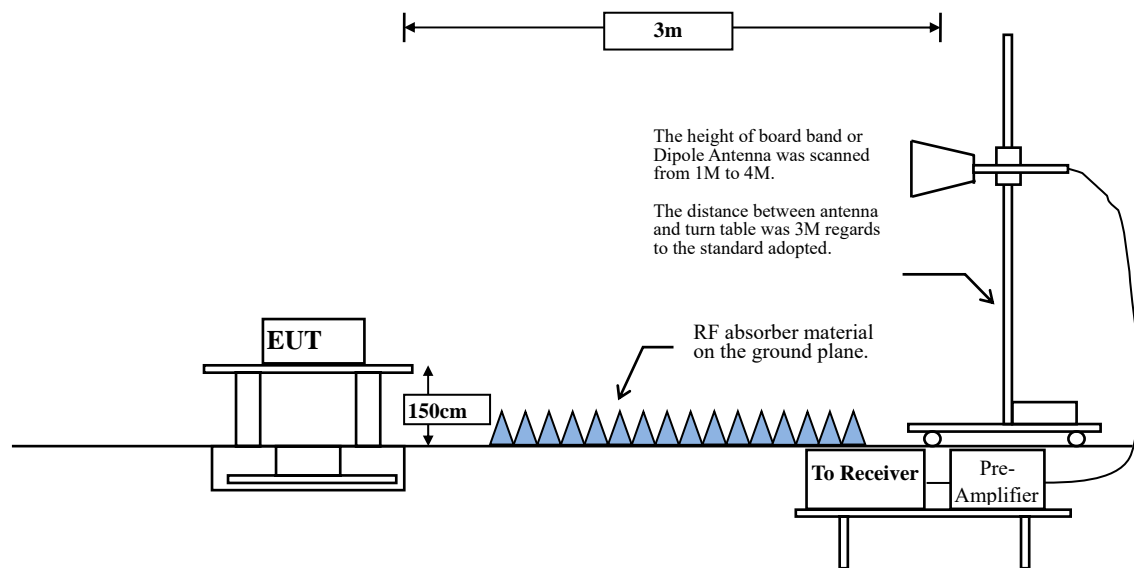 3m
The height of board band or
Dipole Antenna was scanned
from 1M to 4M.
The distance between antenna
and turn table was 3M regards
to the standard adopted.
EUT
RF absorber material
on the ground plane.
150cm
To Receiver
Pre-
Amplifier